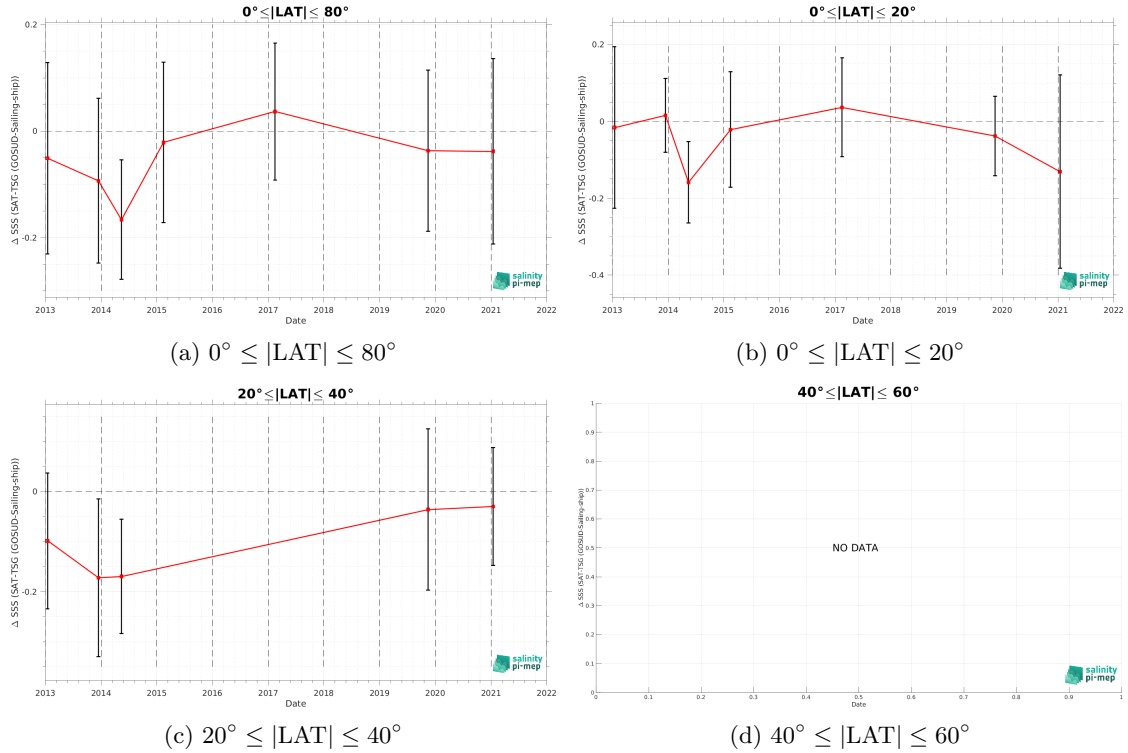 0°≤|LAT|≤ 80°
Δ SSS (SAT-TSG (GOSUD-Sailing-ship))
0.2
0
-0.2
2013 2014 2015 2016 2017 2018 2019 2020 2021 2022
Date
salinity
pi-mep
(a) 0° ≤ |LAT| ≤ 80°
0°≤|LAT|≤ 20°
Δ SSS (SAT-TSG (GOSUD-Sailing-ship))
0.2
0
-0.2
-0.4
2013 2014 2015 2016 2017 2018 2019 2020 2021 2022
Date
salinity
pi-mep
(b) 0° ≤ |LAT| ≤ 20°
20°≤|LAT|≤ 40°
Δ SSS (SAT-TSG (GOSUD-Sailing-ship))
0
-0.2
2013 2014 2015 2016 2017 2018 2019 2020 2021 2022
Date
salinity
pi-mep
(c) 20° ≤ |LAT| ≤ 40°
40°≤|LAT|≤ 60°
Δ SSS (SAT-TSG (GOSUD-Sailing-ship))
1
0.9
0.8
0.7
0.6
0.5
0.4
0.3
0.2
0.1
0
NO DATA
0 0.1 0.2 0.3 0.4 0.5 0.6 0.7 0.8 0.9 1
Date
salinity
pi-mep
(d) 40° ≤ |LAT| ≤ 60°